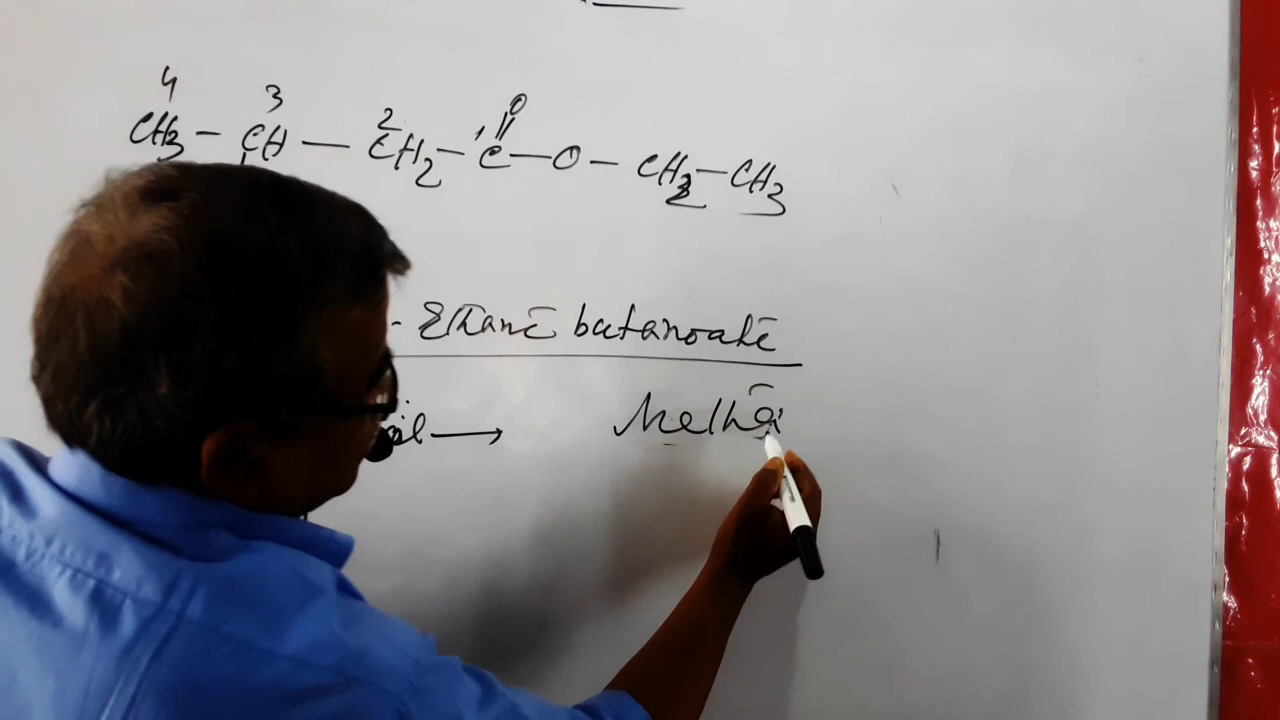 4 3 2 1 O
CH3 - CH - CH2 - C - O - CH2 - CH3
- Ethane butanoate
→ Metha